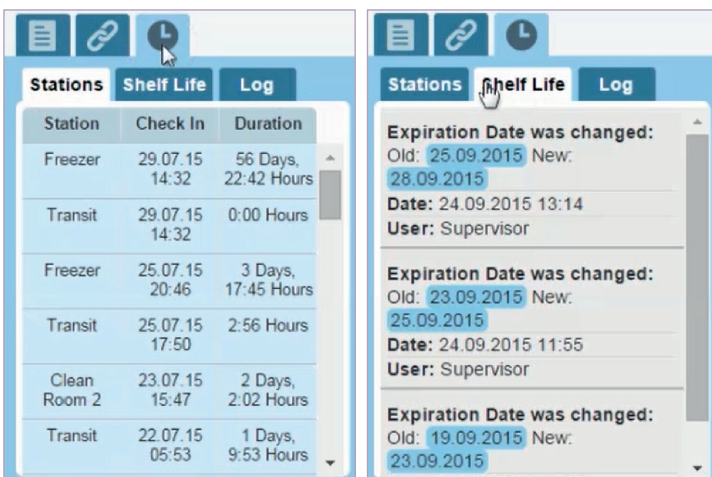 Stations Shelf Life Log
Station Check In Duration
Freezer 29.07.15 56 Days,
14:32 22:42 Hours
Transit 29.07.15 0:00 Hours
14:32
Freezer 25.07.15 3 Days,
20:46 17:45 Hours
Transit 25.07.15 2:56 Hours
17:50
Clean 23.07.15 2 Days,
Room 2 15:47 2:02 Hours
Transit 22.07.15 1 Days,
05:53 9:53 Hours
Stations Shelf Life Log
Expiration Date was changed:
Old: 25.09.2015 New:
28.09.2015
Date: 24.09.2015 13:14
User: Supervisor
Expiration Date was changed:
Old: 23.09.2015 New:
25.09.2015
Date: 24.09.2015 11:55
User: Supervisor
Expiration Date was changed:
Old: 19.09.2015 New:
23.09.2015